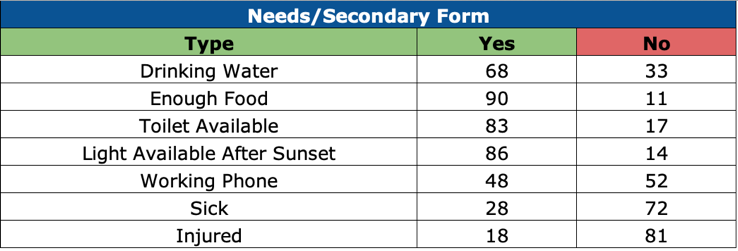 Needs/Secondary Form
Type Yes No
Drinking Water 68 33
Enough Food 90 11
Toilet Available 83 17
Light Available After Sunset 86 14
Working Phone 48 52
Sick 28 72
Injured 18 81